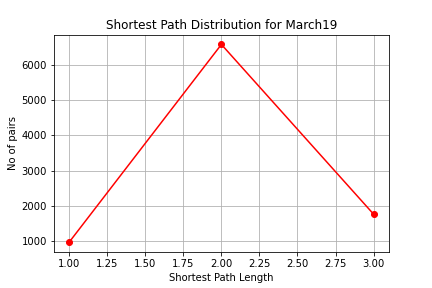 Shortest Path Distribution for March19
6000
5000
4000
3000
2000
1000
No of pairs
1.00 1.25 1.50 1.75 2.00 2.25 2.50 2.75 3.00
Shortest Path Length